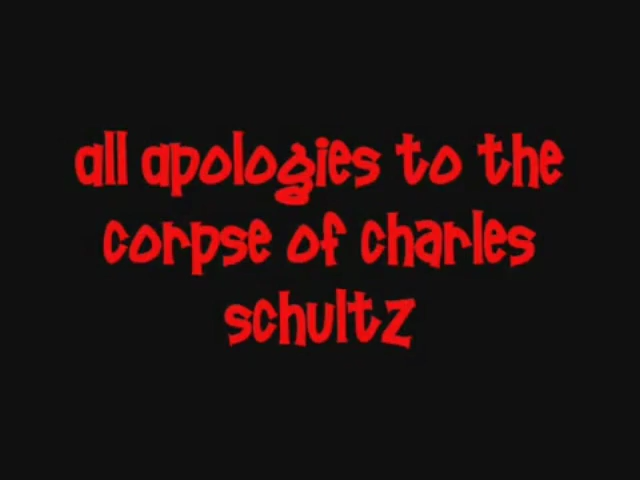 all apologies to the
corpse of charles
schultz